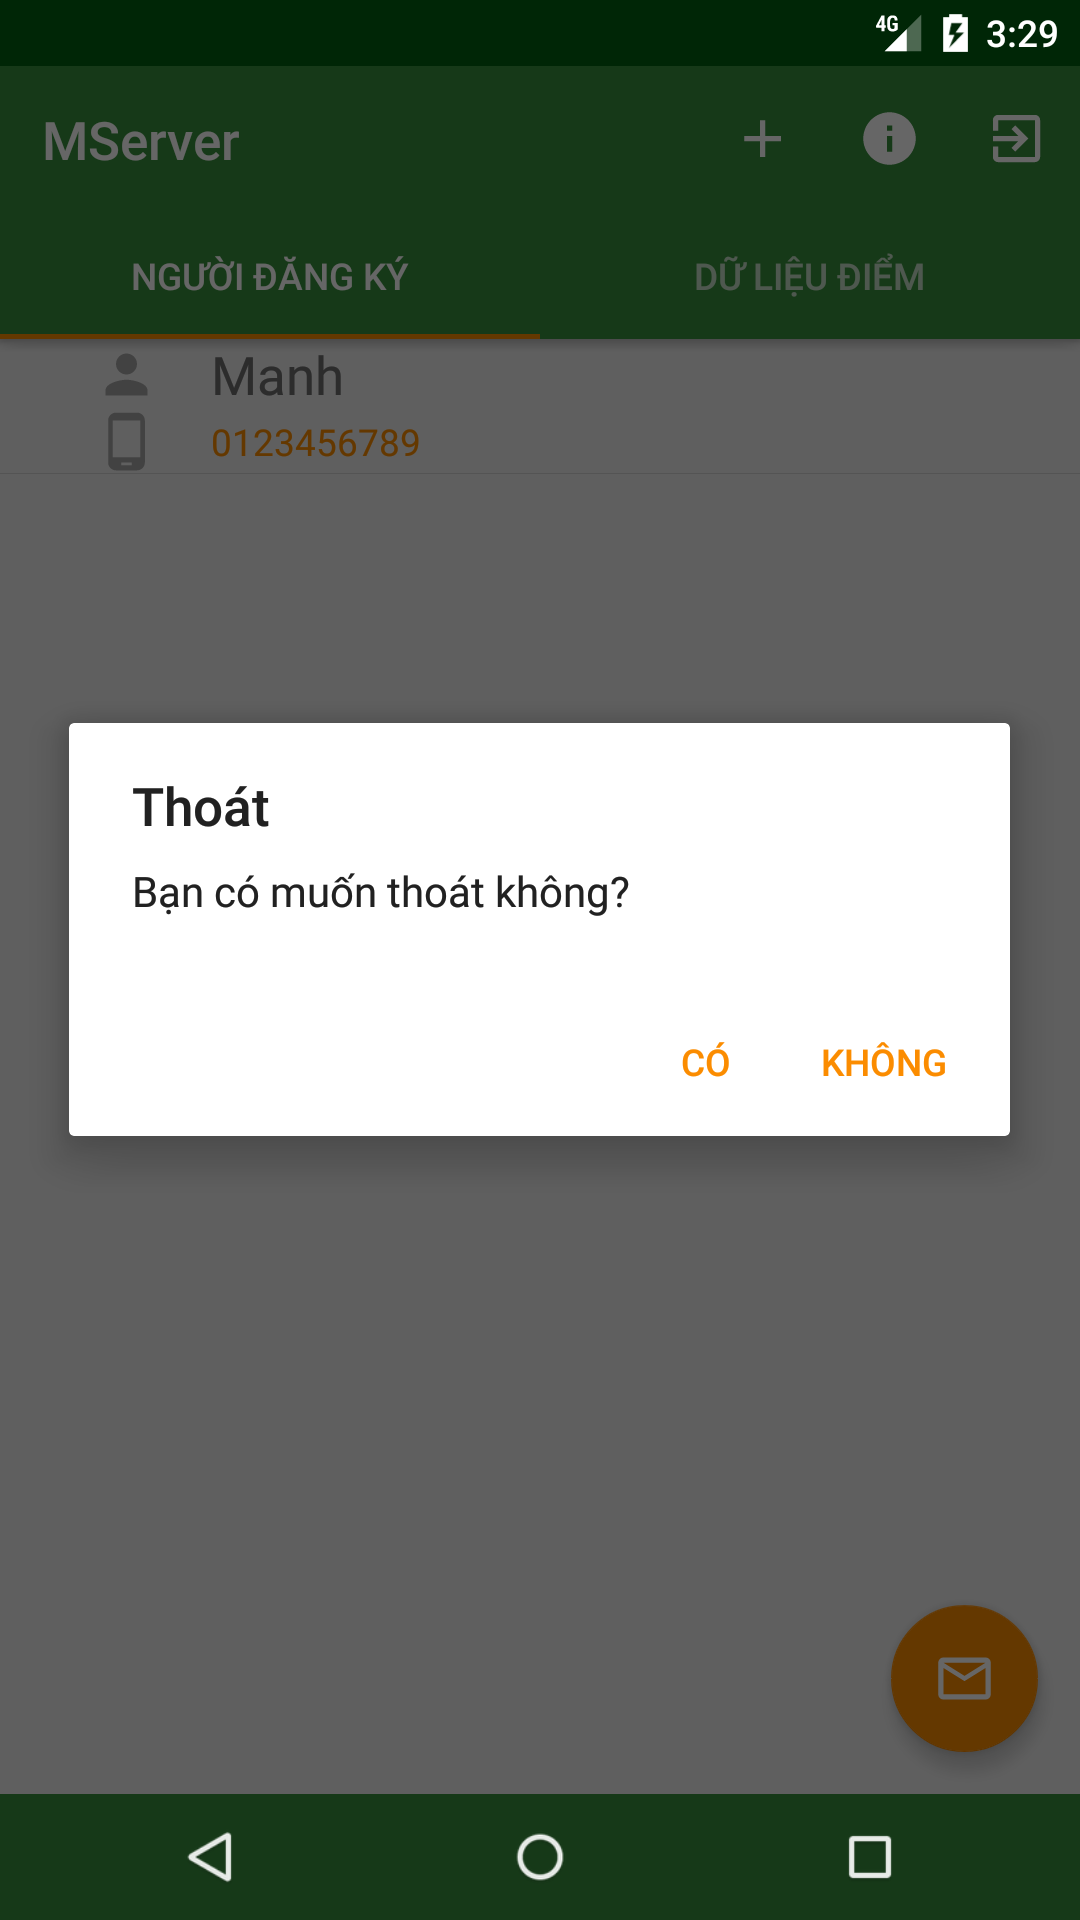 4G 3:29
MServer
NGƯỜI ĐĂNG KÝ DỮ LIỆU ĐIỂM
Manh
0123456789
Thoát
Bạn có muốn thoát không?
CÓ KHÔNG